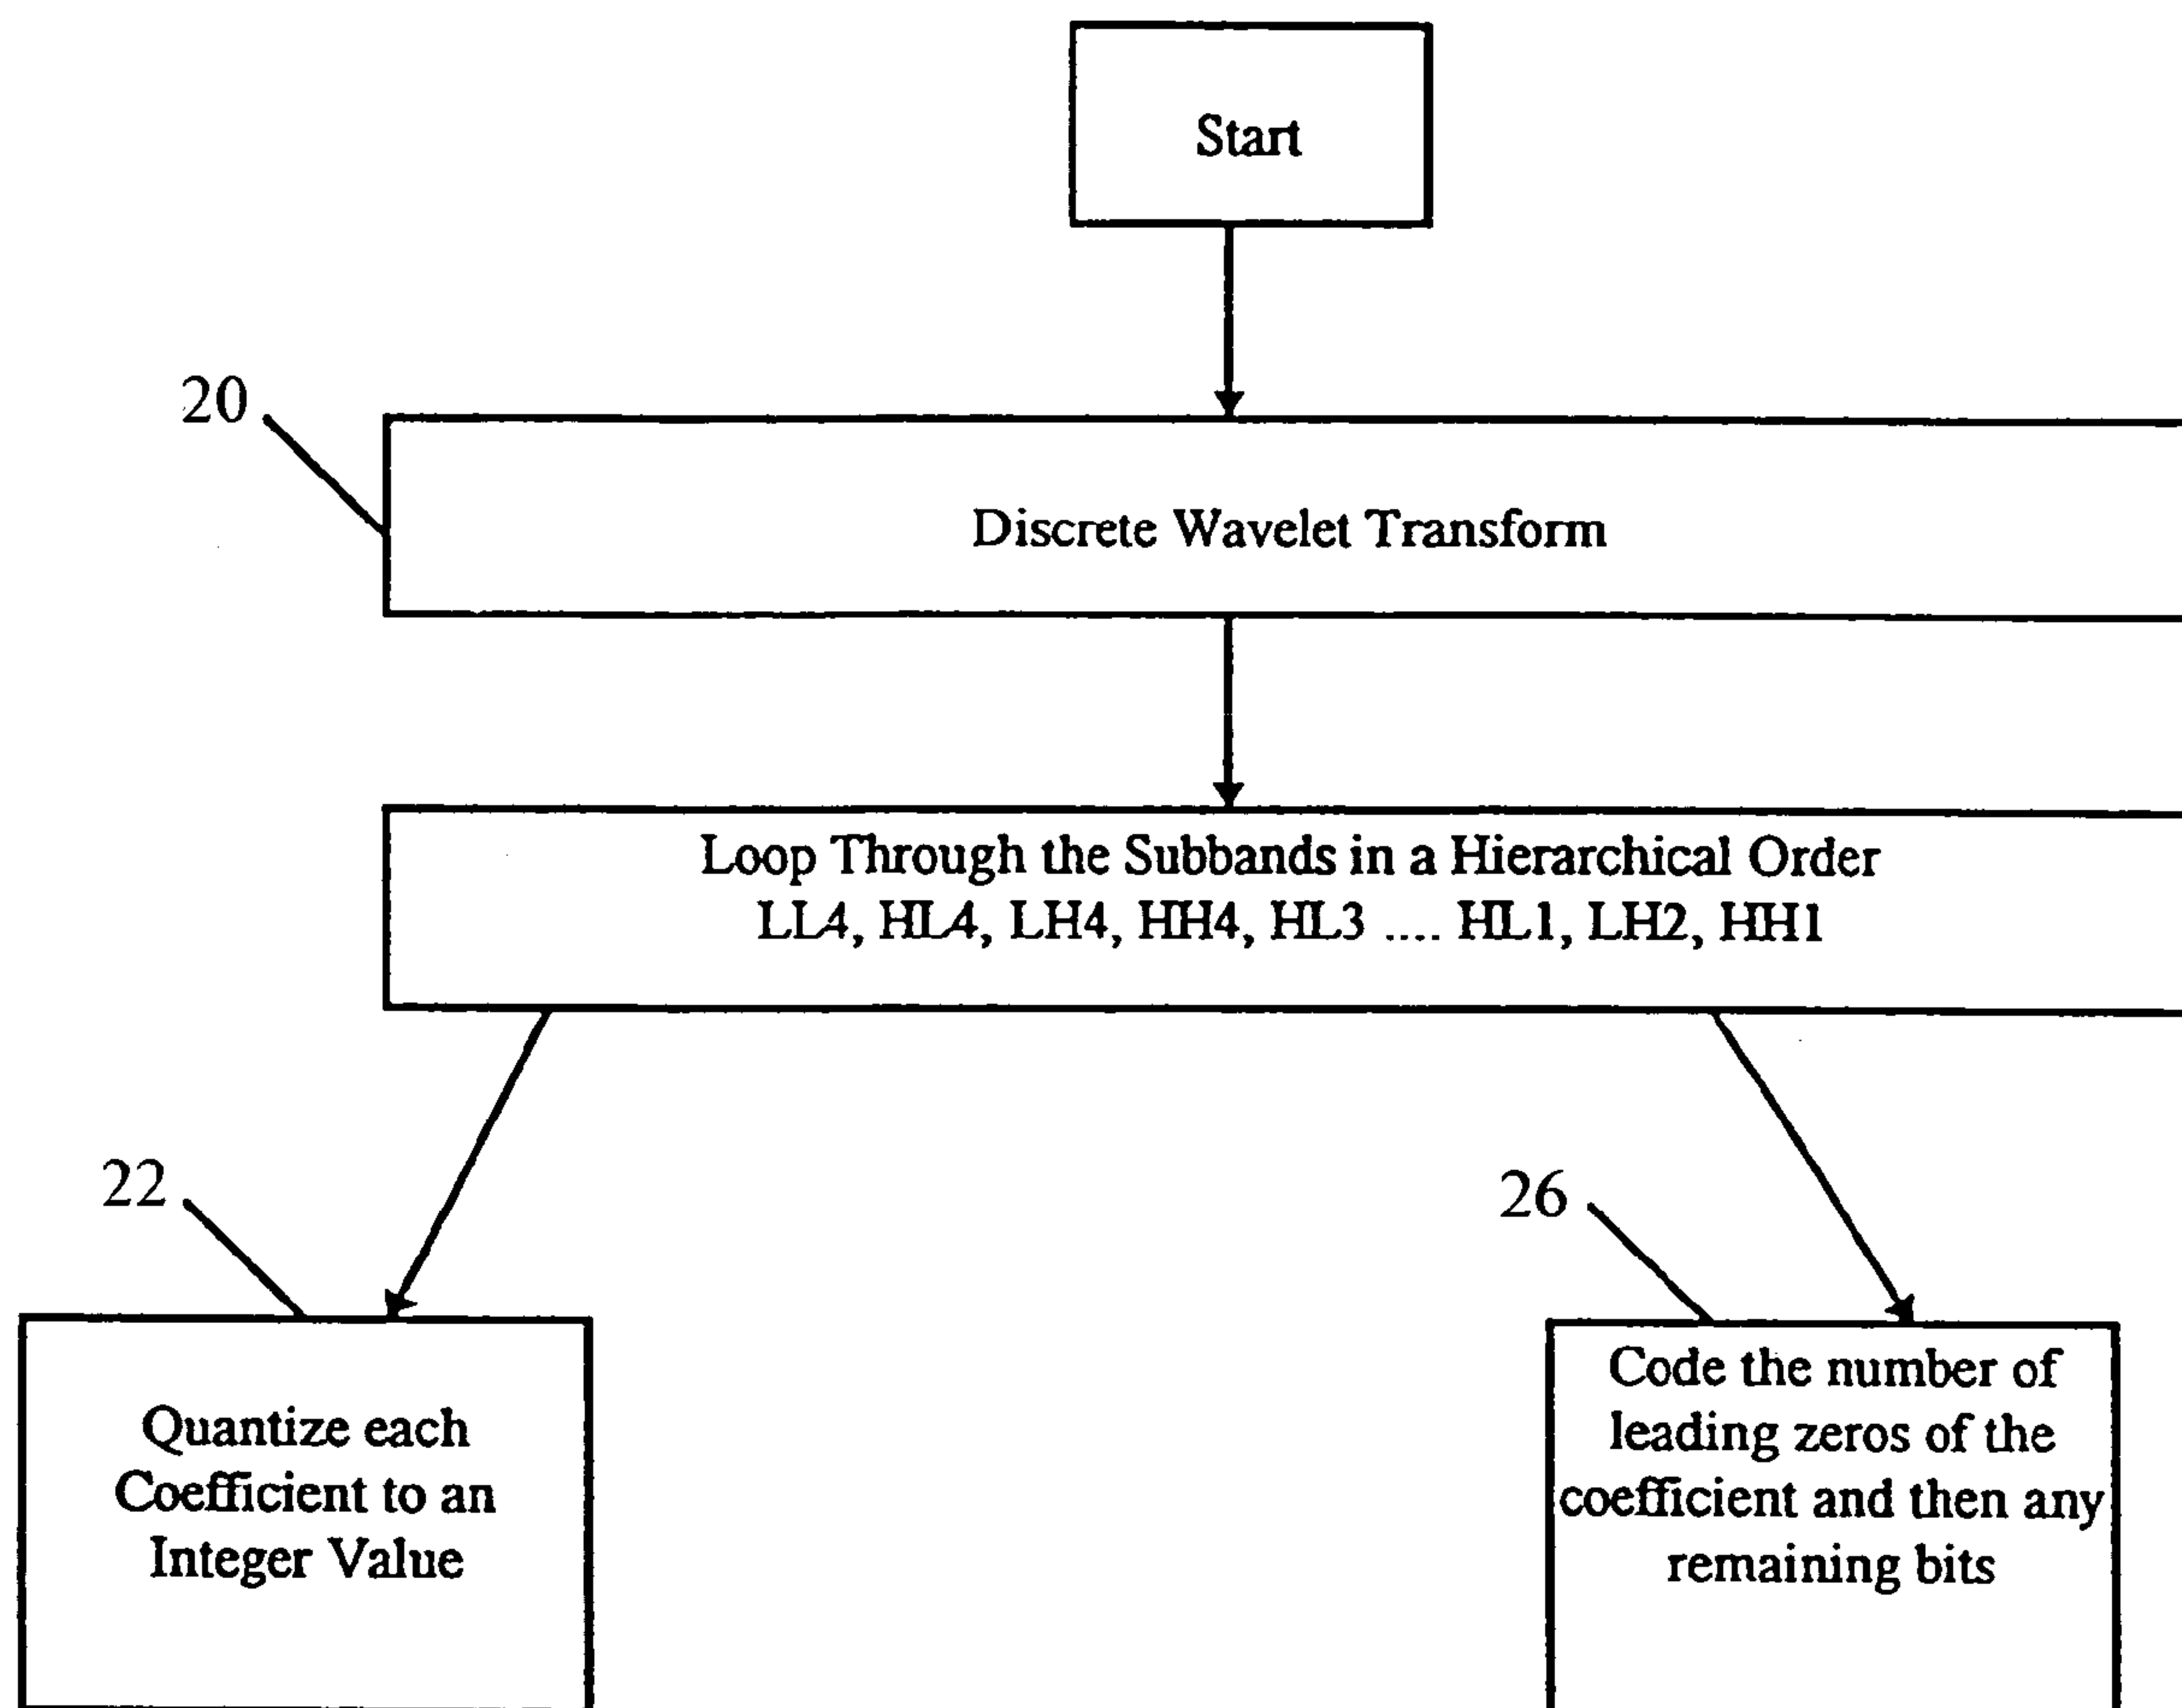 Start
20
Discrete Wavelet Transform
Loop Through the Subbands in a Hierarchical Order
LL4, HL4, LH4, HH4, HL3 .... HL1, LH2, HH1
22
26
Quantize each
Coefficient to an
Integer Value
Code the number of
leading zeros of the
coefficient and then any
remaining bits